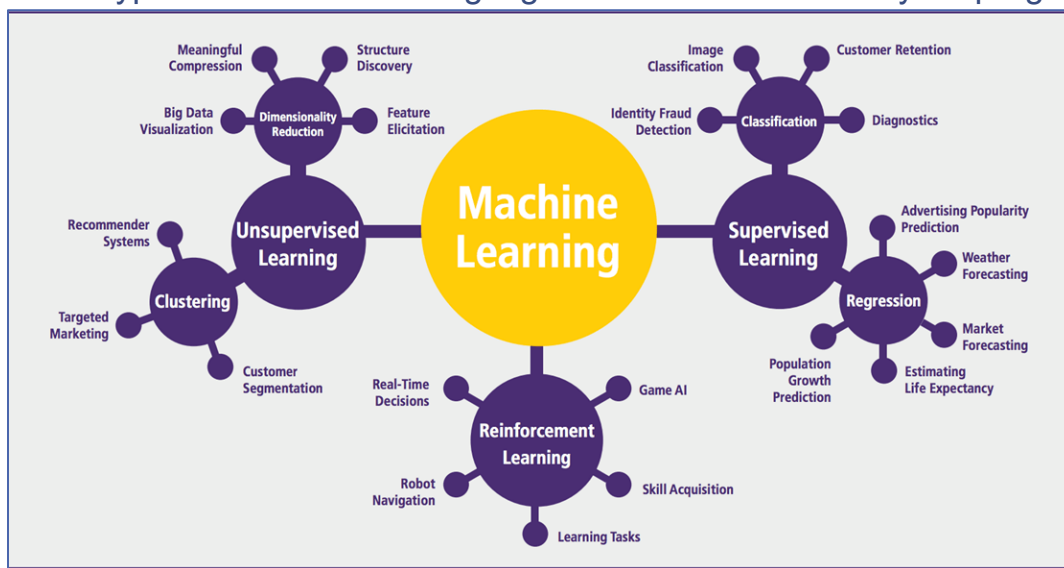 Machine
Learning
Unsupervised
Learning
Dimensionality
Reduction
Meaningful
Compression
Structure
Discovery
Big Data
Visualization
Feature
Elicitation
Clustering
Recommender
Systems
Targeted
Marketing
Customer
Segmentation
Supervised
Learning
Classification
Image
Classification
Customer Retention
Identity Fraud
Detection
Diagnostics
Regression
Advertising Popularity
Prediction
Weather
Forecasting
Market
Forecasting
Estimating
Life Expectancy
Population
Growth
Prediction
Reinforcement
Learning
Real-Time
Decisions
Game AI
Robot
Navigation
Skill Acquisition
Learning Tasks